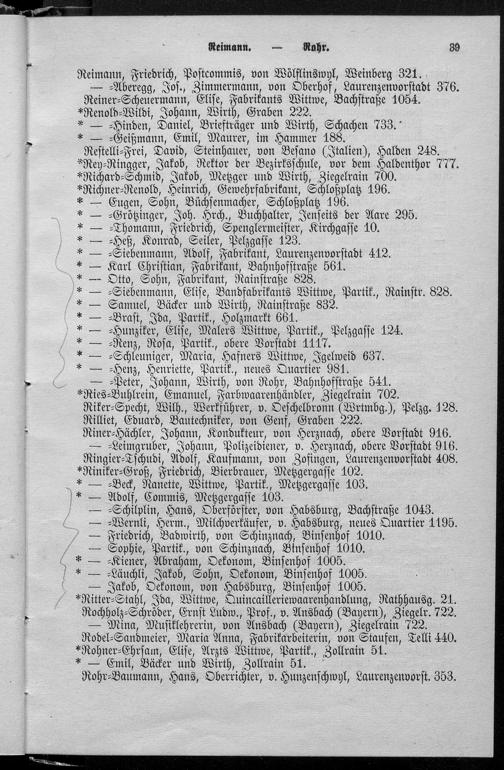 Reimann. — Rohr. 39
Reimann, Friedrich, Postcommis, von Wölflinswyl, Weinberg 321.
— =Aberegg, Jos., Zimmermann, von Oberhof, Laurenzenvorstadt 376.
Reiner=Scheuermann, Elise, Fabrikants Wittwe, Bachstraße 1054.
*Renold=Wildi, Johann, Wirth, Graben 222.
* — =Hinden, Daniel, Briefträger und Wirth, Schachen 733.
* — =Geißmann, Emil, Maurer, im Hammer 188.
Restelli=Frei, David, Steinhauer, von Besano (Italien), Halden 248.
*Rey=Ringger, Jakob, Rektor der Bezirksschule, vor dem Haldenthor 777.
*Richard=Schmid, Jakob, Metzger und Wirth, Ziegelrain 700.
*Richner=Renold, Heinrich, Gewehrfabrikant, Schloßplatz 196.
* — Eugen, Sohn, Büchsenmacher, Schloßplatz 196.
* — =Grötzinger, Joh. Hrch., Buchhalter, Jenseits der Aare 295.
* — =Thomann, Friedrich, Spenglermeister, Kirchgasse 10.
* — =Heß, Konrad, Seiler, Pelzgasse 123.
* — =Siebenmann, Adolf, Fabrikant, Laurenzenvorstadt 412.
* — Karl Christian, Fabrikant, Bahnhofstraße 561.
* — Otto, Sohn, Fabrikant, Rainstraße 828.
* — =Siebenmann, Elise, Bandfabrikants Wittwe, Partik., Rainstr. 828.
* — Samuel, Bäcker und Wirth, Rainstraße 832.
* — =Brast, Ida, Partik., Holzmarkt 661.
* — =Hunziker, Elise, Malers Wittwe, Partik., Pelzgasse 124.
* — =Renz, Rosa, Partik., obere Vorstadt 1117.
* — =Schleuniger, Maria, Hafners Wittwe, Igelweid 637.
* — =Henz, Henriette, Partik., neues Quartier 981.
— =Peter, Johann, Wirth, von Rohr, Bahnhofstraße 541.
*Ries=Buhlrein, Emanuel, Farbwaarenhändler, Ziegelrain 702.
Riker=Specht, Wilh., Werkführer, v. Oeschelbronn (Wrtmbg.), Pelzg. 128.
Rilliet, Eduard, Bautechniker, von Genf, Graben 222.
Riner=Hächler, Johann, Kondukteur, von Herznach, obere Vorstadt 916.
— =Leimgruber, Johann, Polizeidiener, v. Herznach, obere Vorstadt 916.
Ringier=Tschudi, Adolf, Kaufmann, von Zofingen, Laurenzenvorstadt 408.
*Riniker=Groß, Friedrich, Bierbrauer, Metzgergasse 102.
* — =Beck, Nanette, Wittwe, Partik., Metzgergasse 103.
* — Adolf, Commis, Metzgergasse 103.
— =Schilplin, Hans, Oberförster, von Habsburg, Bachstraße 1043.
— =Wernli, Herm., Milchverkäufer, v. Habsburg, neues Quartier 1195.
— Friedrich, Badwirth, von Schinznach, Binsenhof 1010.
— Sophie, Partik., von Schinznach, Binsenhof 1010.
* — =Kiener, Abraham, Oekonom, Binsenhof 1005.
* — =Läuchli, Jakob, Sohn, Oekonom, Binsenhof 1005.
— Jakob, Oekonom, von Habsburg, Binsenhof 1005.
*Ritter=Stahl, Ida, Wittwe, Quincailleriewaarenhandlung, Rathhausg. 21.
Rochholz=Schröder, Ernst Ludw., Prof., v. Ansbach (Bayern), Ziegelr. 722.
— Mina, Musiklehrerin, von Ansbach (Bayern), Ziegelrain 722.
Rodel=Sandmeier, Maria Anna, Fabrikarbeiterin, von Staufen, Telli 440.
*Rohner=Ehrsam, Elise, Arzts Wittwe, Partik., Zollrain 51.
* — Emil, Bäcker und Wirth, Zollrain 51.
Rohr=Baumann, Hans, Oberrichter, v. Hunzenschwyl, Laurenzenvorst. 353.